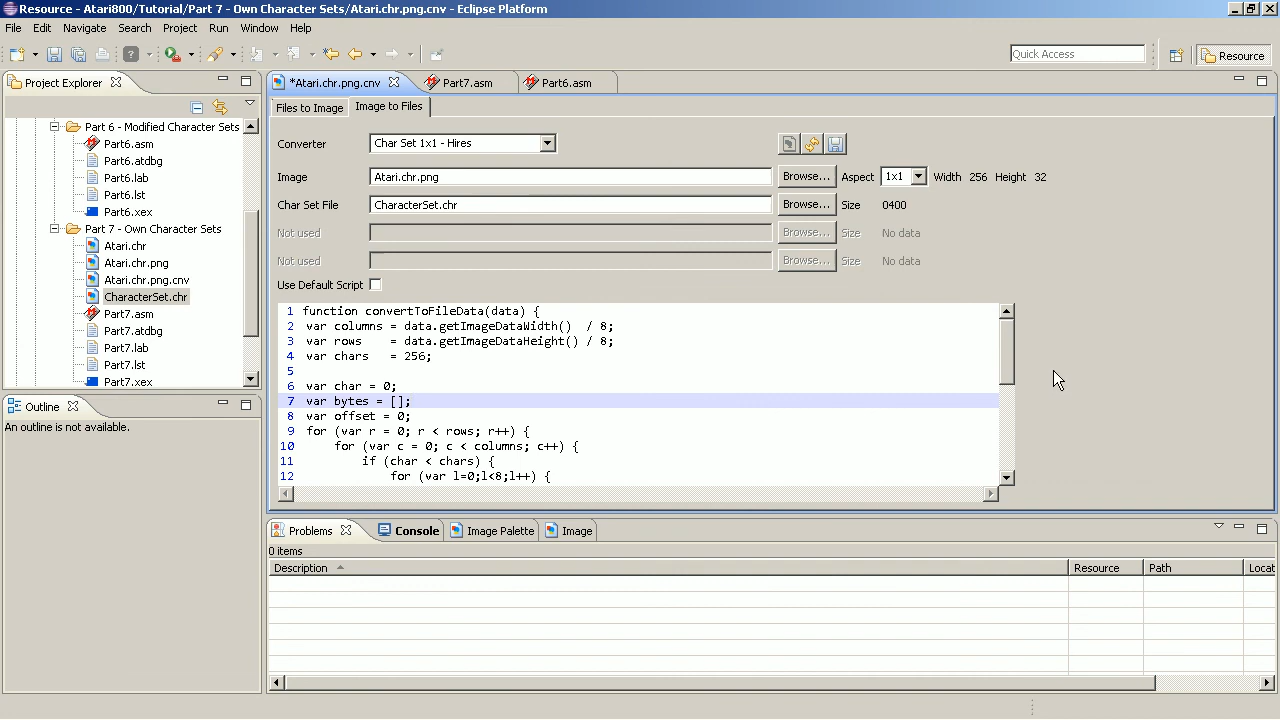 Resource - Atari800/Tutorial/Part 7 - Own Character Sets/Atari.chr.png.cnv - Eclipse Platform
File Edit Navigate Search Project Run Window Help
Quick Access
Resource
Project Explorer
Part 6 - Modified Character Sets
Part6.asm
Part6.atdbg
Part6.lab
Part6.lst
Part6.xex
Part 7 - Own Character Sets
Atari.chr
Atari.chr.png
Atari.chr.png.cnv
CharacterSet.chr
Part7.asm
Part7.atdbg
Part7.lab
Part7.lst
Part7.xex
Outline
An outline is not available.
*Atari.chr.png.cnv Part7.asm Part6.asm
Files to Image Image to Files
Converter Char Set 1x1 - Hires
Image Atari.chr.png Browse... Aspect 1x1 Width 256 Height 32
Char Set File CharacterSet.chr Browse... Size 0400
Not used Browse... Size No data
Not used Browse... Size No data
Use Default Script
1 function convertToFileData(data) {
2 var columns = data.getImageDataWidth()  / 8;
3 var rows    = data.getImageDataHeight() / 8;
4 var chars   = 256;
5
6 var char = 0;
7 var bytes = [];
8 var offset = 0;
9 for (var r = 0; r < rows; r++) {
10     for (var c = 0; c < columns; c++) {
11         if (char < chars) {
12             for (var l=0;l<8;l++) {
Problems Console Image Palette Image
0 items
Description Resource Path Locat